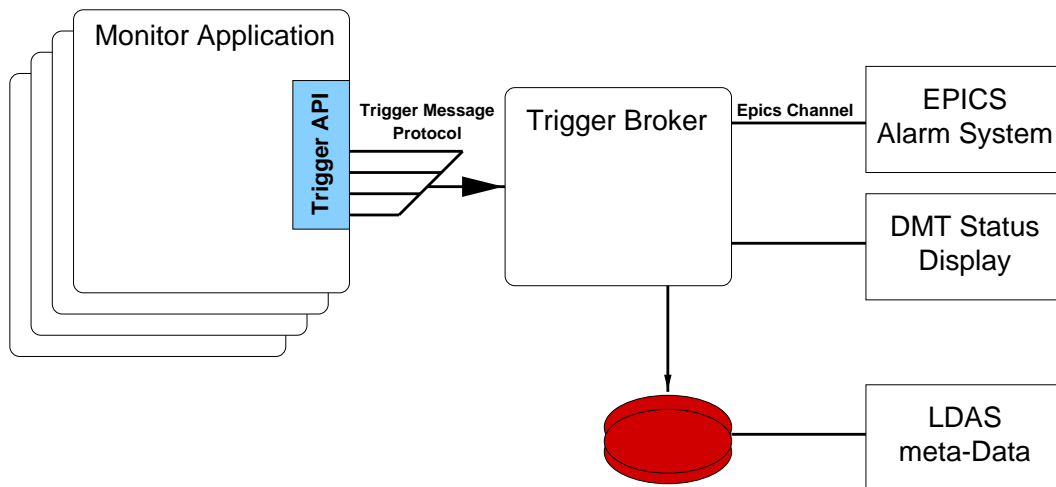 Monitor Application
Trigger API
Trigger Message
Protocol
Trigger Broker
Epics Channel
EPICS
Alarm System
DMT Status
Display
LDAS
meta-Data